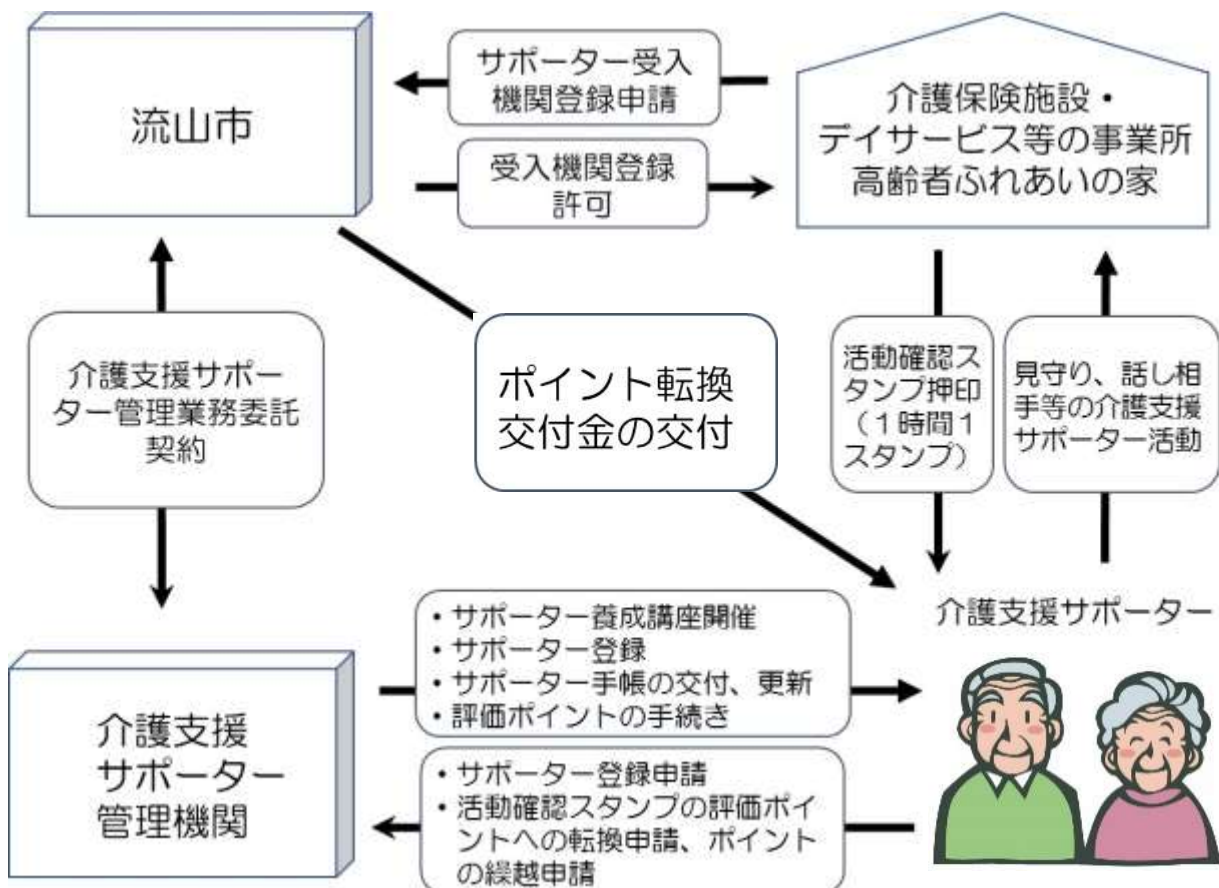 流山市
サポーター受入
機関登録申請
受入機関登録
許可
介護保険施設・
デイサービス等の事業所
高齢者ふれあいの家
介護支援サポー
ター管理業務委託
契約
ポイント転換
交付金の交付
活動確認ス
タンプ押印
(1時間1
スタンプ)
見守り、話し相
手等の介護支援
サポーター活動
介護支援サポーター
・サポーター養成講座開催
・サポーター登録
・サポーター手帳の交付、更新
・評価ポイントの手続き
介護支援
サポーター
管理機関
・サポーター登録申請
・活動確認スタンプの評価ポイ
ントへの転換申請、ポイント
の繰越申請